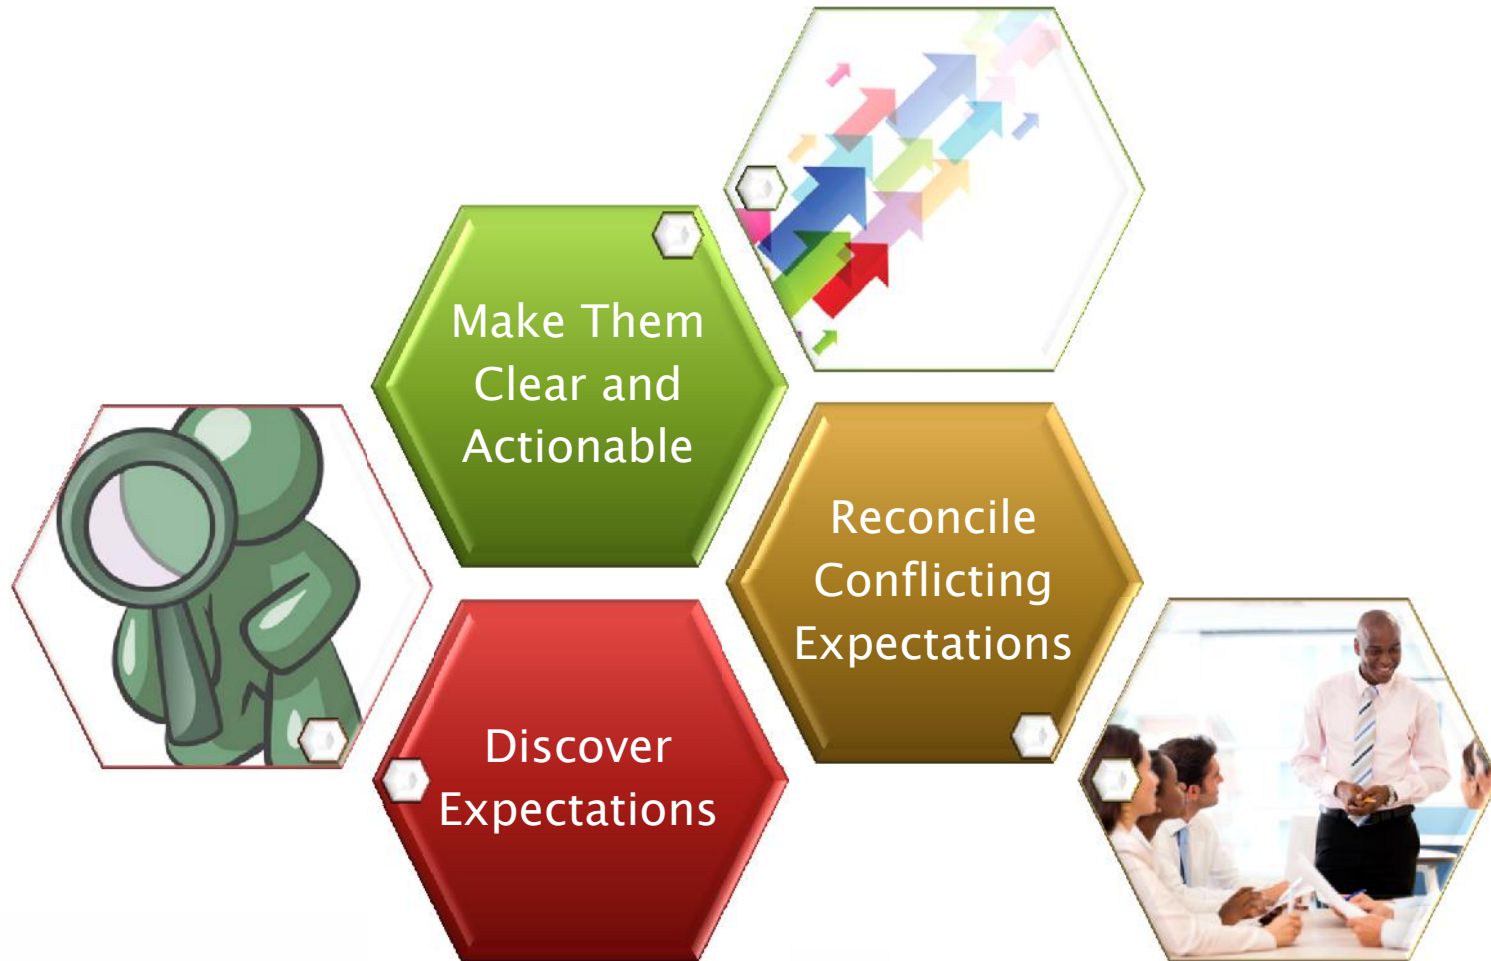 Make Them
Clear and
Actionable
Reconcile
Conflicting
Expectations
Discover
Expectations